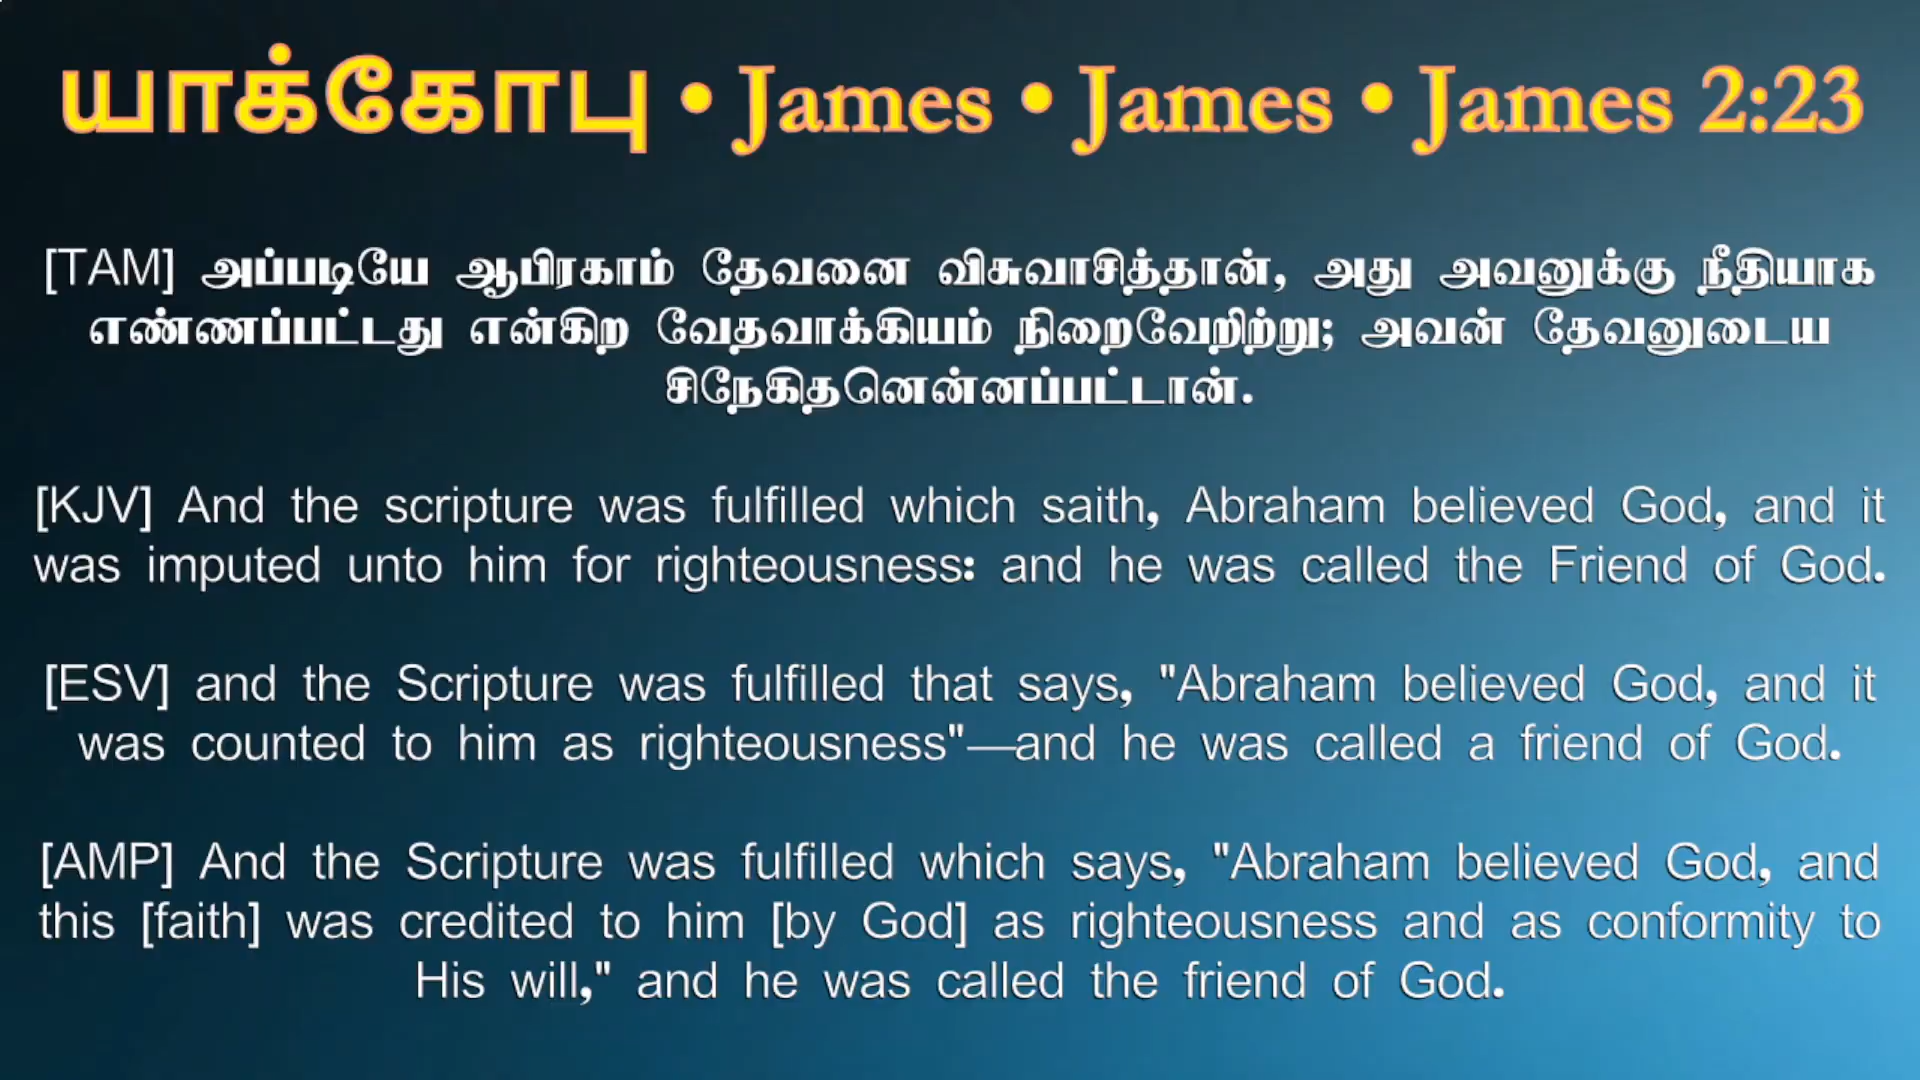 யாக்கோபு • James • James • James 2:23
[TAM] அப்படியே ஆபிரகாம் தேவனை விசுவாசித்தான், அது அவனுக்கு நீதியாக
எண்ணப்பட்டது என்கிற வேதவாக்கியம் நிறைவேறிற்று; அவன் தேவனுடைய
சிநேகிதனென்னப்பட்டான்.
[KJV] And the scripture was fulfilled which saith, Abraham believed God, and it
was imputed unto him for righteousness: and he was called the Friend of God.
[ESV] and the Scripture was fulfilled that says, "Abraham believed God, and it
was counted to him as righteousness"—and he was called a friend of God.
[AMP] And the Scripture was fulfilled which says, "Abraham believed God, and
this [faith] was credited to him [by God] as righteousness and as conformity to
His will," and he was called the friend of God.